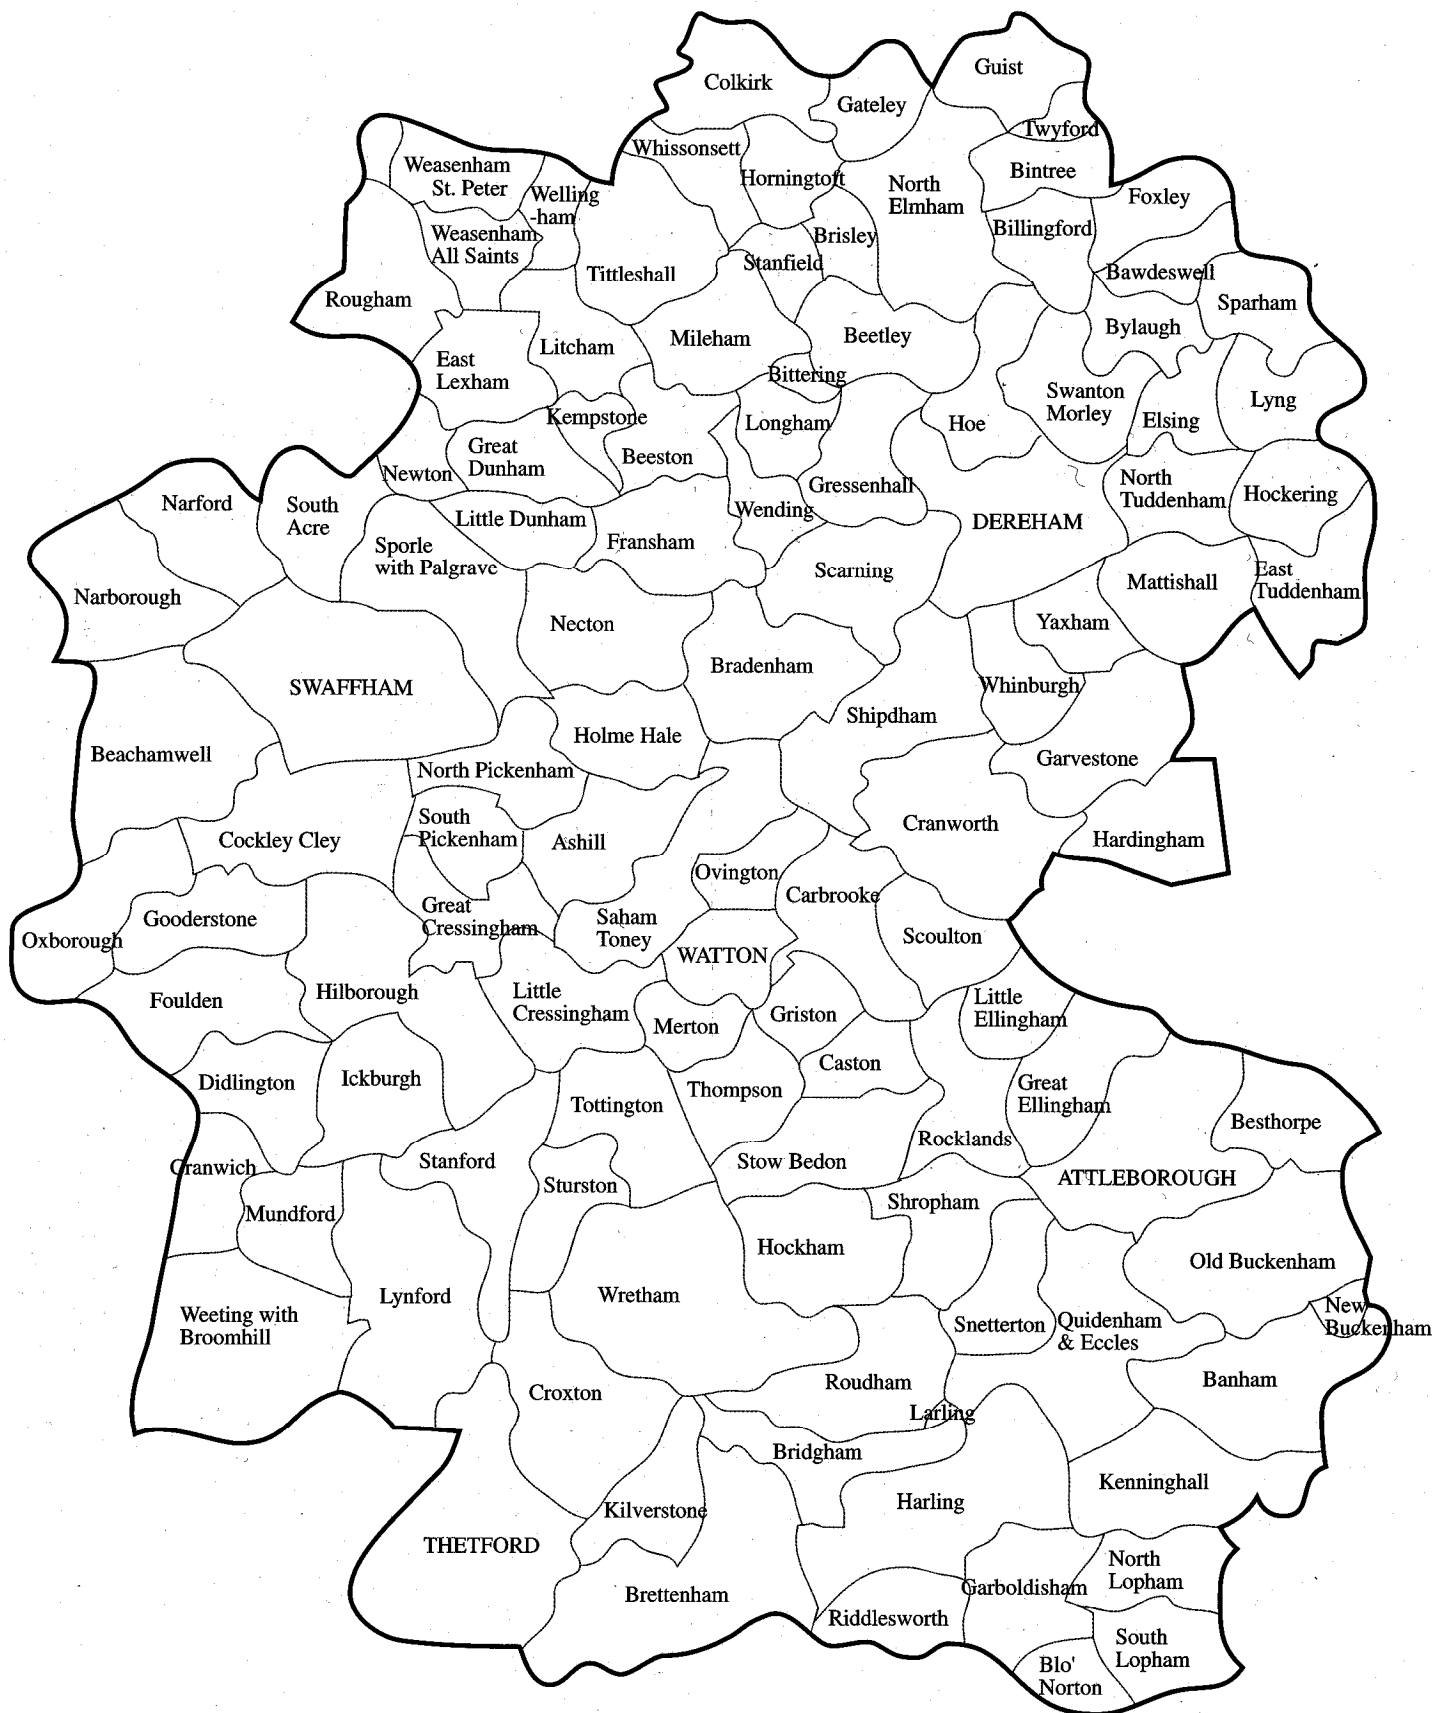 Guist
Colkirk
Gateley
Twyford
Whissonsett
Weasenham
St. Peter
Horningtoft
Bintree
North
Elmham
Welling
-ham
Foxley
Weasenham
All Saints
Brisley
Billingford
Stanfield
Tittleshall
Bawdeswell
Rougham
Sparham
Bylaugh
Mileham
Beetley
Litcham
East
Lexham
Bittering
Swanton
Morley
Lyng
Kempstone
Longham
Hoe
Elsing
Great
Dunham
Beeston
Newton
North
Tuddenham
Gressenhall
Hockering
Narford
South
Acre
Little Dunham
Wending
DEREHAM
Fransham
Sporle
with Palgrave
Scarning
East
Tuddenham
Mattishall
Narborough
Necton
Yaxham
Bradenham
SWAFFHAM
Whinburgh
Shipdham
Holme Hale
Beachamwell
North Pickenham
Garvestone
South
Pickenham
Cranworth
Cockley Cley
Ashill
Hardingham
Ovington
Carbrooke
Great
Cressingham
Gooderstone
Saham
Toney
Oxborough
Scoulton
WATTON
Hilborough
Foulden
Little
Cressingham
Little
Ellingham
Griston
Merton
Caston
Didlington
Ickburgh
Thompson
Great
Ellingham
Tottington
Besthorpe
Rocklands
Cranwich
Stanford
Stow Bedon
ATTLEBOROUGH
Sturston
Shropham
Mundford
Hockham
Old Buckenham
Lynford
Wretham
Weeting with
Broomhill
Snetterton
Quidenham
& Eccles
New
Buckenham
Croxton
Roudham
Banham
Larling
Bridgham
Kenninghall
Harling
Kilverstone
THETFORD
North
Lopham
Brettenham
Garboldisham
Riddlesworth
South
Lopham
Blo'
Norton